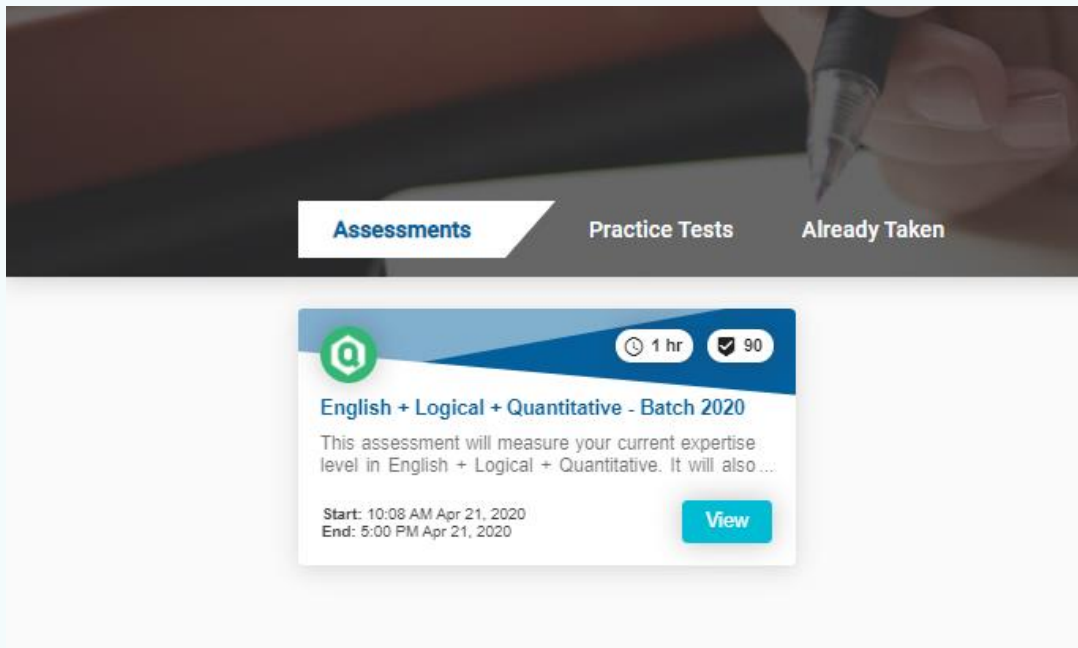 Assessments
Practice Tests
Already Taken
Q
1 hr
90
English + Logical + Quantitative - Batch 2020
This assessment will measure your current expertise
level in English + Logical + Quantitative. It will also ...
Start: 10:08 AM Apr 21, 2020
End: 5:00 PM Apr 21, 2020
View